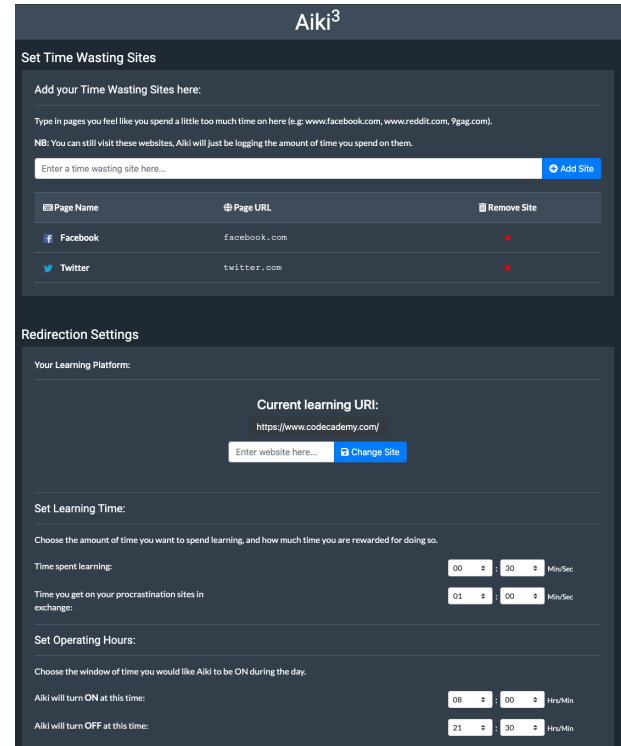 Aiki³
Set Time Wasting Sites
Add your Time Wasting Sites here:
Type in pages you feel like you spend a little too much time on here (e.g: www.facebook.com, www.reddit.com, 9gag.com).
NB: You can still visit these websites, Aiki will just be logging the amount of time you spend on them.
Enter a time wasting site here... Add Site
Page Name Page URL Remove Site
Facebook facebook.com
Twitter twitter.com
Redirection Settings
Your Learning Platform:
Current learning URI:
https://www.codecademy.com/
Enter website here... Change Site
Set Learning Time:
Choose the amount of time you want to spend learning, and how much time you are rewarded for doing so.
Time spent learning: 00 : 30 Min/Sec
Time you get on your procrastination sites in
exchange: 01 : 00 Min/Sec
Set Operating Hours:
Choose the window of time you would like Aiki to be ON during the day.
Aiki will turn ON at this time: 08 : 00 Hrs/Min
Aiki will turn OFF at this time: 21 : 30 Hrs/Min